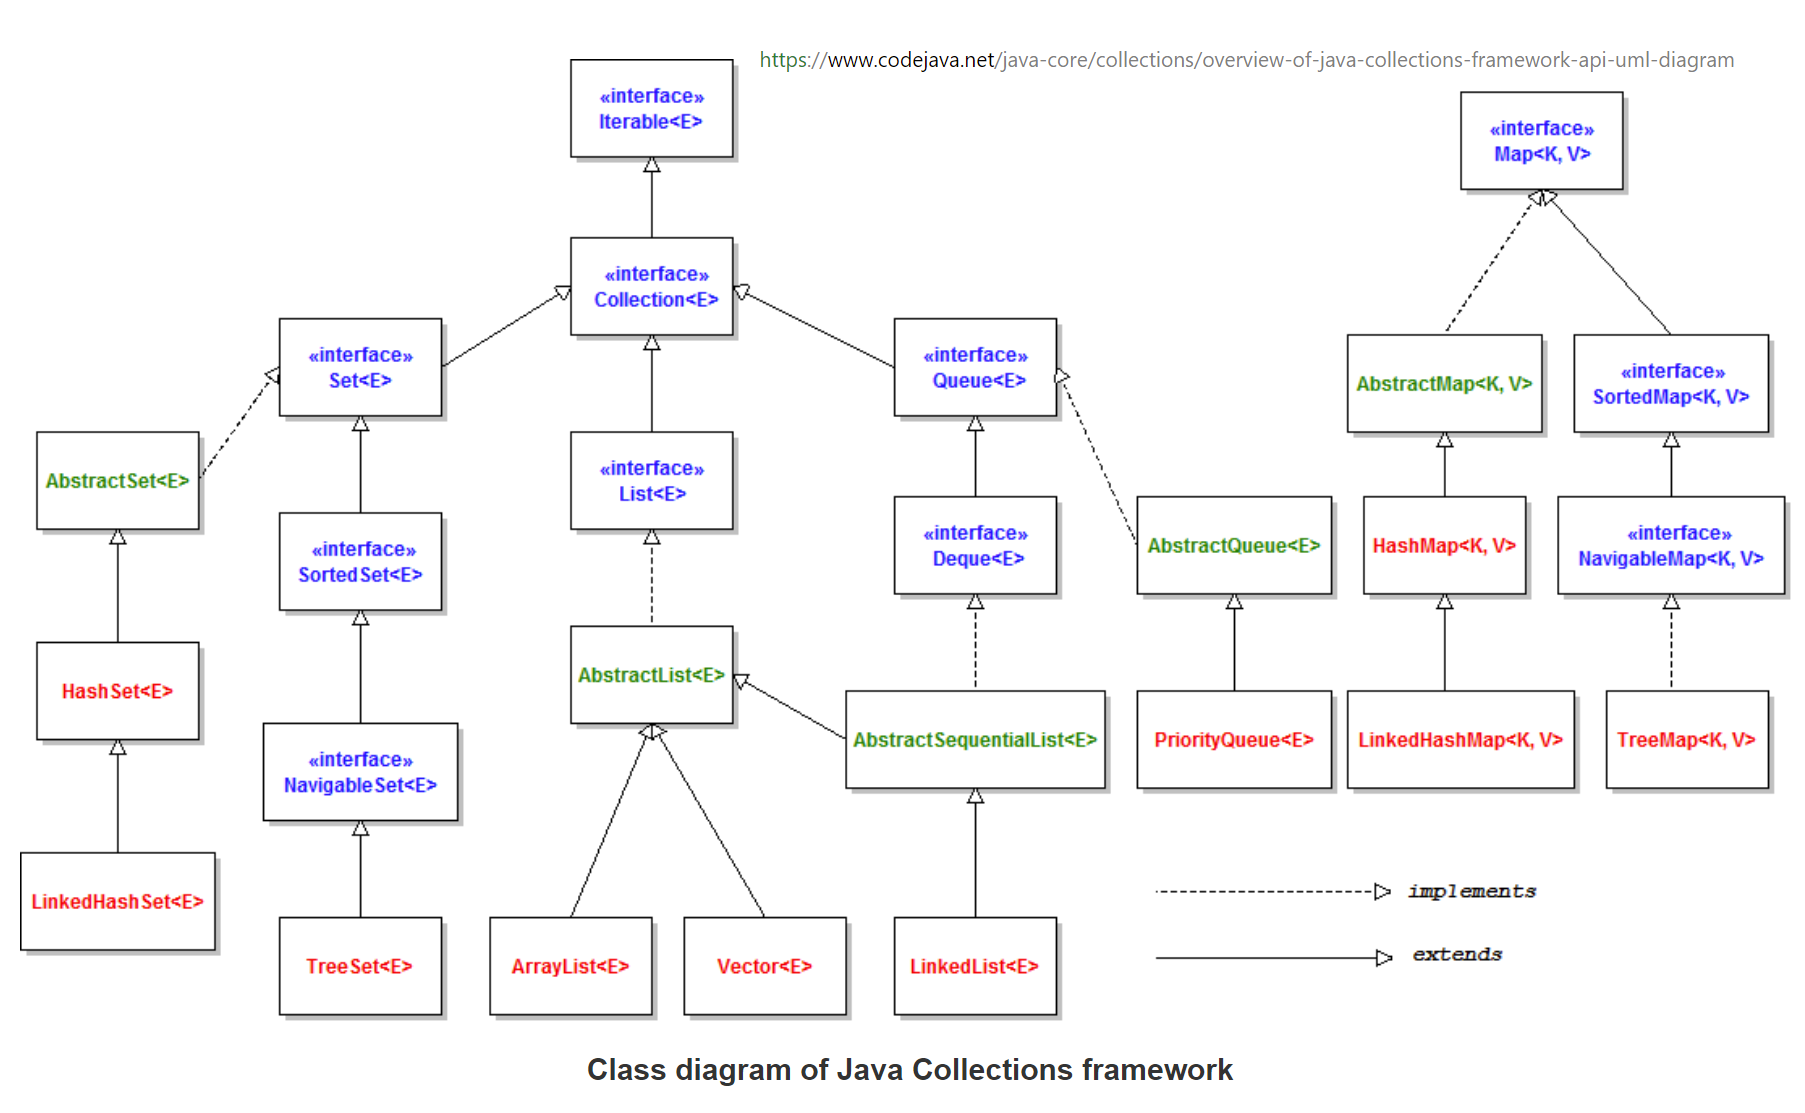 https://www.codejava.net/java-core/collections/overview-of-java-collections-framework-api-uml-diagram
«interface»
Iterable<E>
«interface»
Map<K, V>
«interface»
Collection<E>
«interface»
Set<E>
«interface»
Queue<E>
AbstractMap<K, V>
«interface»
SortedMap<K, V>
AbstractSet<E>
«interface»
List<E>
«interface»
SortedSet<E>
«interface»
Deque<E>
AbstractQueue<E>
HashMap<K, V>
«interface»
NavigableMap<K, V>
HashSet<E>
AbstractList<E>
«interface»
NavigableSet<E>
AbstractSequentialList<E>
PriorityQueue<E>
LinkedHashMap<K, V>
TreeMap<K, V>
LinkedHashSet<E>
TreeSet<E>
ArrayList<E>
Vector<E>
LinkedList<E>
implements
extends
Class diagram of Java Collections framework